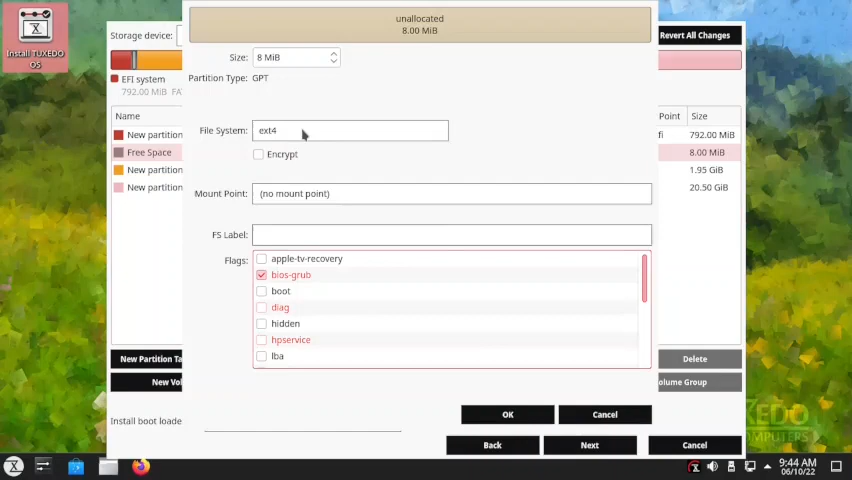 Install TUXEDO
OS
Storage device:
unallocated
8.00 MiB
Revert All Changes
Size:
8 MiB
Partition Type:
GPT
EFI system
792.00 MiB FA
Name
Point
Size
New partition
fi
792.00 MiB
Free Space
8.00 MiB
New partition
1.95 GiB
New partition
20.50 GiB
File System:
ext4
Encrypt
Mount Point:
(no mount point)
FS Label:
Flags:
apple-tv-recovery
bios-grub
boot
diag
hidden
hpservice
lba
New Partition Ta
Delete
New Vol
olume Group
Install boot loade
OK
Cancel
Back
Next
Cancel
XEDO
OMPUTERS
9:44 AM
06/10/22